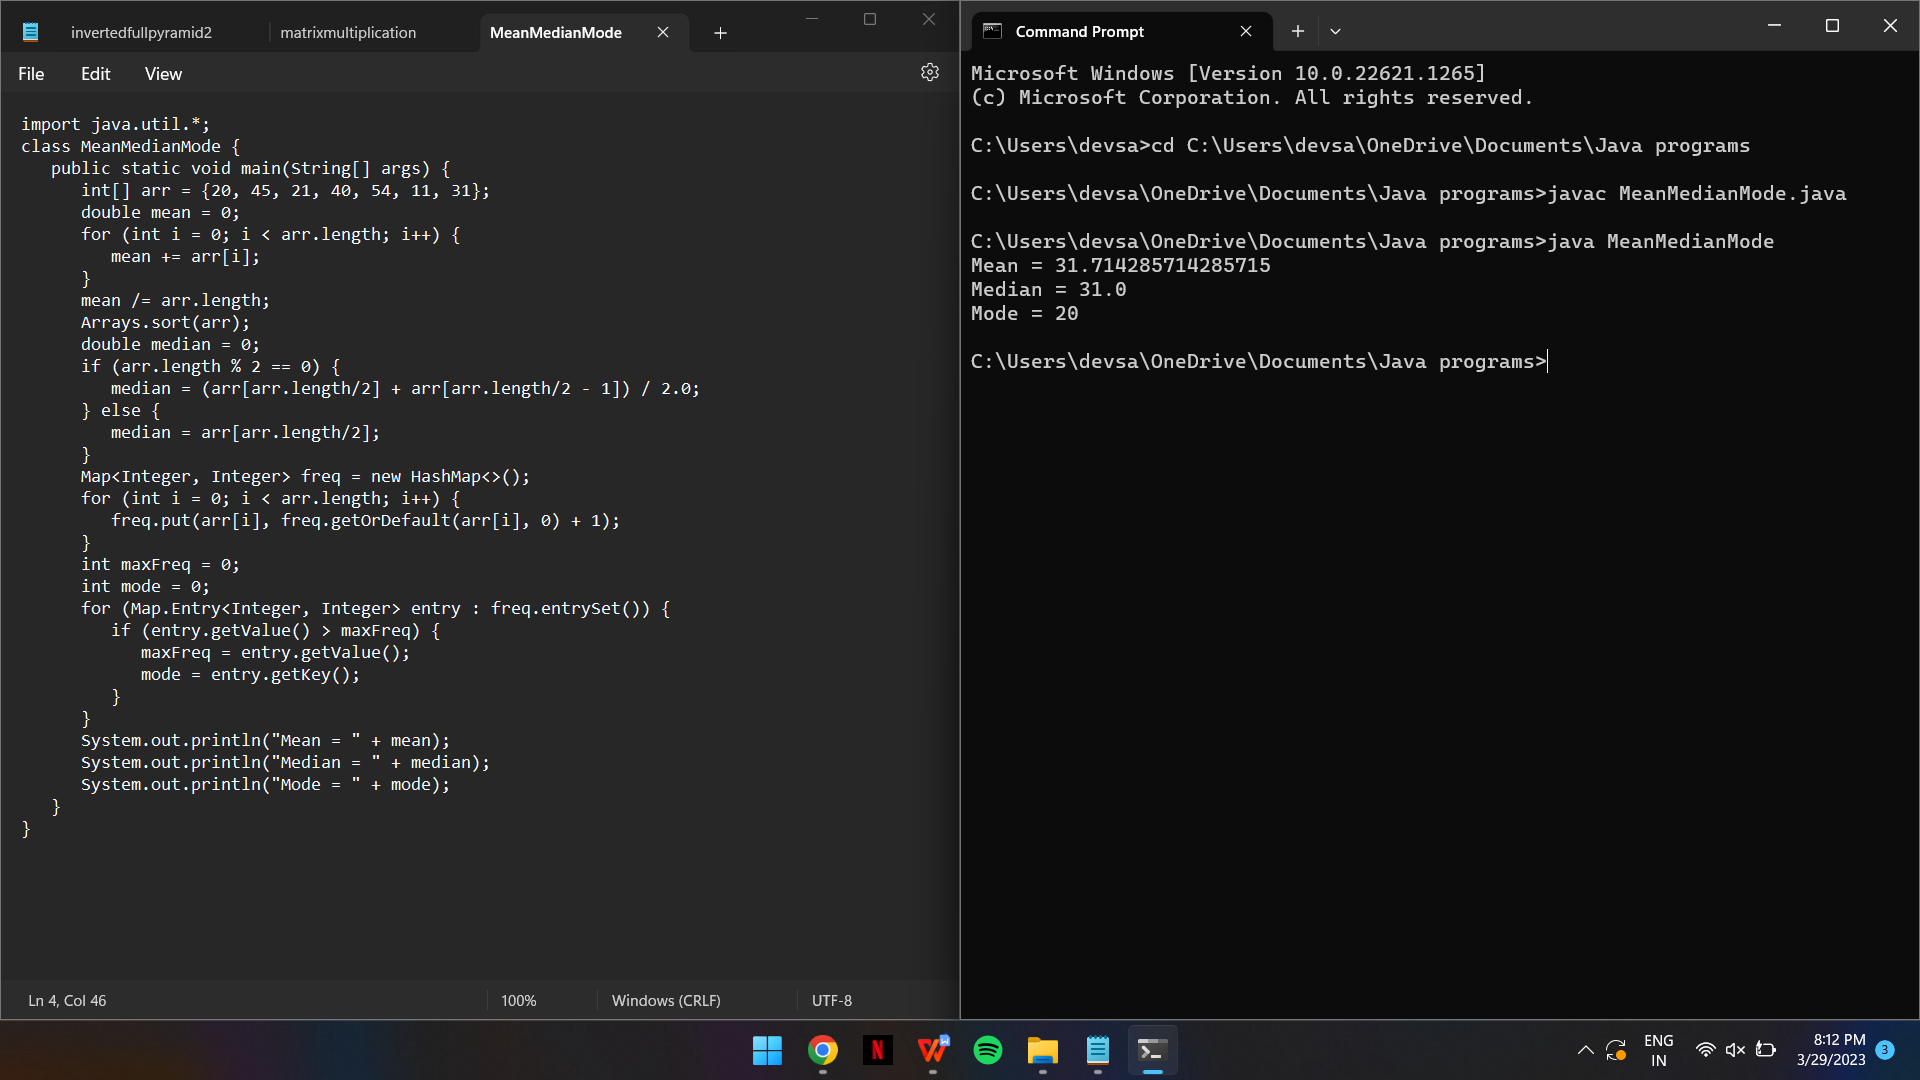 invertedfullpyramid2
matrixmultiplication
MeanMedianMode
File
Edit
View
import java.util.*;
class MeanMedianMode {
   public static void main(String[] args) {
      int[] arr = {20, 45, 21, 40, 54, 11, 31};
      double mean = 0;
      for (int i = 0; i < arr.length; i++) {
         mean += arr[i];
      }
      mean /= arr.length;
      Arrays.sort(arr);
      double median = 0;
      if (arr.length % 2 == 0) {
         median = (arr[arr.length/2] + arr[arr.length/2 - 1]) / 2.0;
      } else {
         median = arr[arr.length/2];
      }
      Map<Integer, Integer> freq = new HashMap<>();
      for (int i = 0; i < arr.length; i++) {
         freq.put(arr[i], freq.getOrDefault(arr[i], 0) + 1);
      }
      int maxFreq = 0;
      int mode = 0;
      for (Map.Entry<Integer, Integer> entry : freq.entrySet()) {
         if (entry.getValue() > maxFreq) {
            maxFreq = entry.getValue();
            mode = entry.getKey();
         }
      }
      System.out.println("Mean = " + mean);
      System.out.println("Median = " + median);
      System.out.println("Mode = " + mode);
   }
}
Ln 4, Col 46
100%
Windows (CRLF)
UTF-8
Command Prompt
Microsoft Windows [Version 10.0.22621.1265]
(c) Microsoft Corporation. All rights reserved.
C:\Users\devsa>cd C:\Users\devsa\OneDrive\Documents\Java programs
C:\Users\devsa\OneDrive\Documents\Java programs>javac MeanMedianMode.java
C:\Users\devsa\OneDrive\Documents\Java programs>java MeanMedianMode
Mean = 31.714285714285715
Median = 31.0
Mode = 20
C:\Users\devsa\OneDrive\Documents\Java programs>
N
W
ENG
IN
8:12 PM
3/29/2023
3